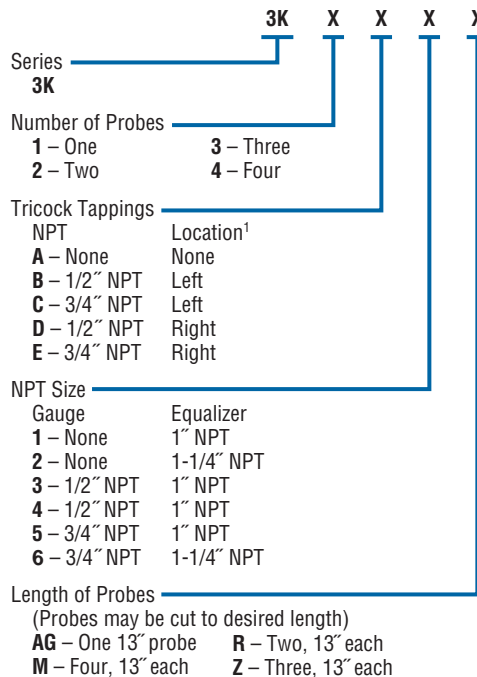 3K X X X X
Series
3K
Number of Probes
1 – One 3 – Three
2 – Two 4 – Four
Tricock Tappings
NPT Location¹
A – None None
B – 1/2˝ NPT Left
C – 3/4˝ NPT Left
D – 1/2˝ NPT Right
E – 3/4˝ NPT Right
NPT Size
Gauge Equalizer
1 – None 1˝ NPT
2 – None 1-1/4˝ NPT
3 – 1/2˝ NPT 1˝ NPT
4 – 1/2˝ NPT 1˝ NPT
5 – 3/4˝ NPT 1˝ NPT
6 – 3/4˝ NPT 1-1/4˝ NPT
Length of Probes
(Probes may be cut to desired length)
AG – One 13˝ probe R – Two, 13˝ each
M – Four, 13˝ each Z – Three, 13˝ each